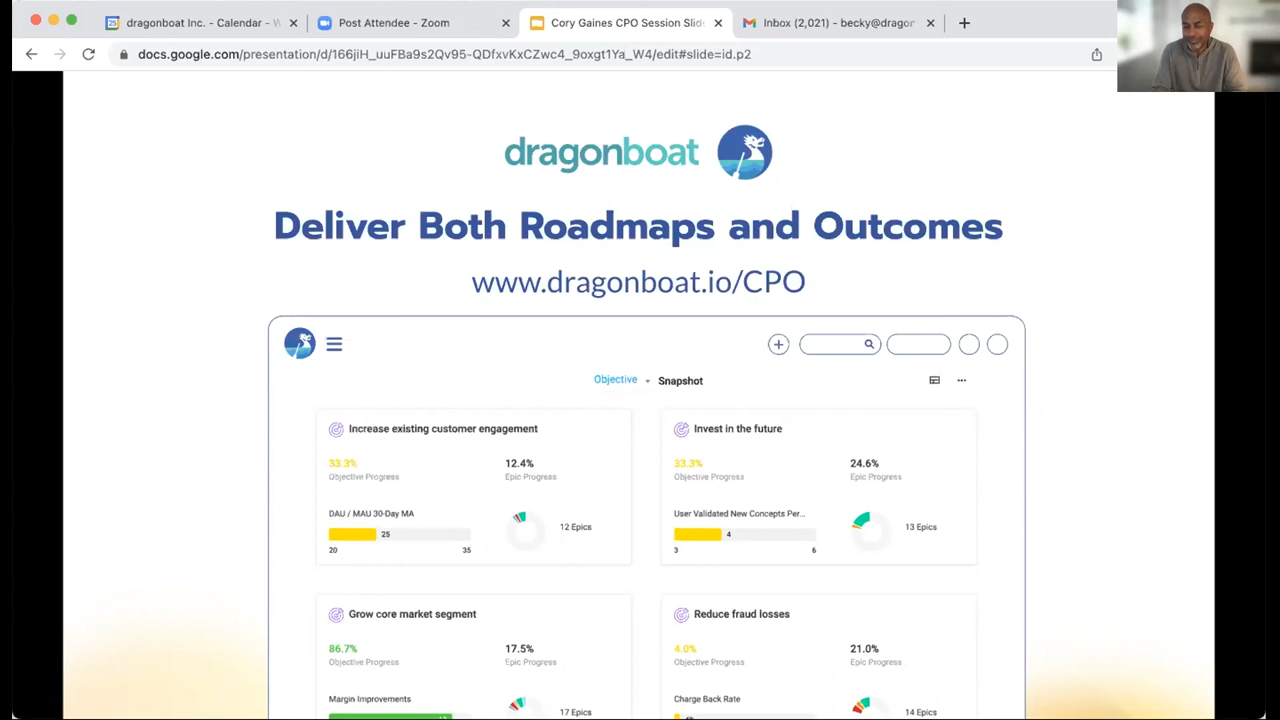 dragonboat Inc. - Calendar - W
Post Attendee - Zoom
Cory Gaines CPO Session Slide
Inbox (2,021) - becky@dragon
docs.google.com/presentation/d/166jiH_uuFBa9s2Qv95-QDfxvKxCZwc4_9oxgt1Ya_W4/edit#slide=id.p2
dragonboat
Deliver Both Roadmaps and Outcomes
www.dragonboat.io/CPO
Objective Snapshot
Increase existing customer engagement
33.3% 12.4%
Objective Progress Epic Progress
DAU / MAU 30-Day MA
25
12 Epics
20 35
Invest in the future
33.3% 24.6%
Objective Progress Epic Progress
User Validated New Concepts Per...
4
13 Epics
3 6
Grow core market segment
86.7% 17.5%
Objective Progress Epic Progress
Margin Improvements
17 Epics
Reduce fraud losses
4.0% 21.0%
Objective Progress Epic Progress
Charge Back Rate
14 Epics